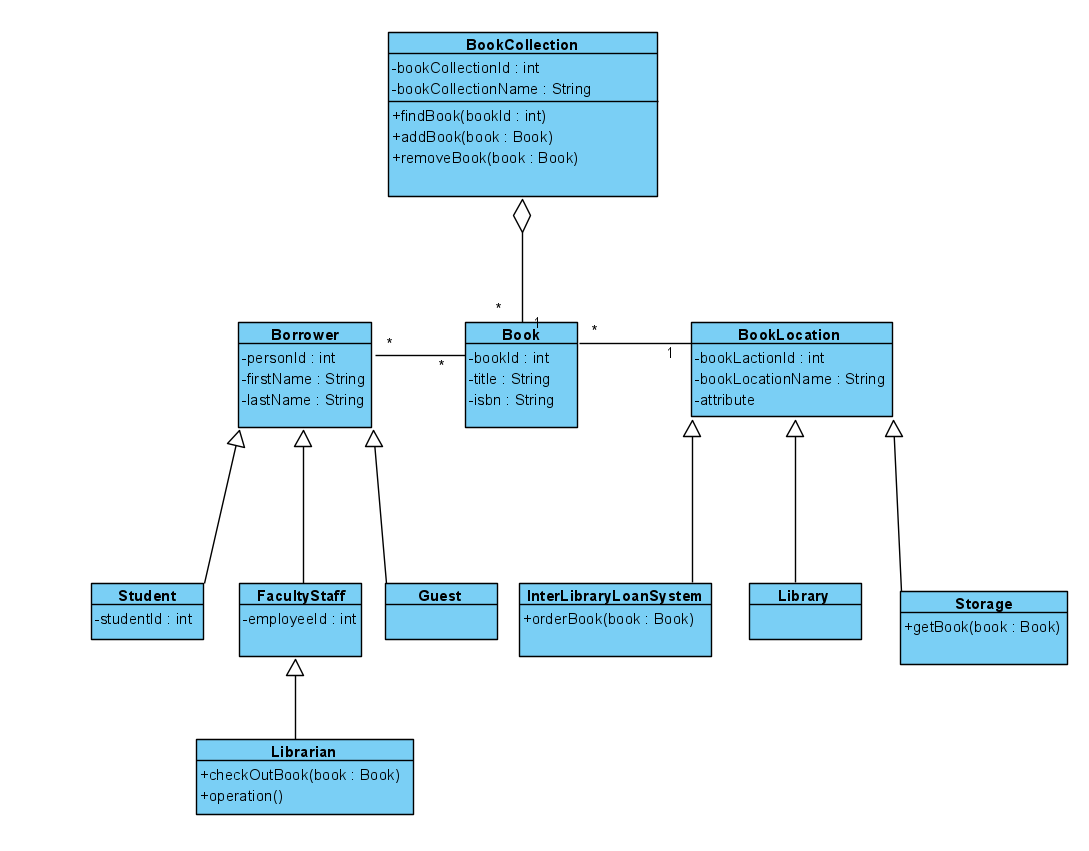 BookCollection
-bookCollectionId : int
-bookCollectionName : String
+findBook(bookId : int)
+addBook(book : Book)
+removeBook(book : Book)
*
1
Borrower
-personId : int
-firstName : String
-lastName : String
*
*
Book
-bookId : int
-title : String
-isbn : String
*
1
BookLocation
-bookLactionId : int
-bookLocationName : String
-attribute
Student
-studentId : int
FacultyStaff
-employeeId : int
Guest
InterLibraryLoanSystem
+orderBook(book : Book)
Library
Storage
+getBook(book : Book)
Librarian
+checkOutBook(book : Book)
+operation()